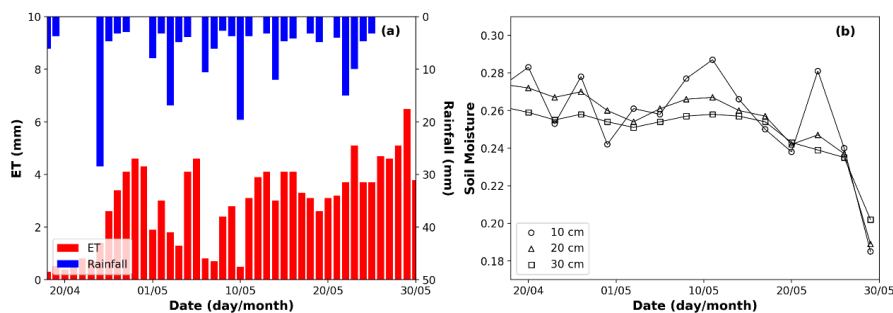 (a)
ET (mm)
10
8
6
4
2
0
0
10
20
30
40
50
Rainfall (mm)
ET
Rainfall
20/04 01/05 10/05 20/05 30/05
Date (day/month)
(b)
Soil Moisture
0.30
0.28
0.26
0.24
0.22
0.20
0.18
10 cm
20 cm
30 cm
20/04 01/05 10/05 20/05 30/05
Date (day/month)